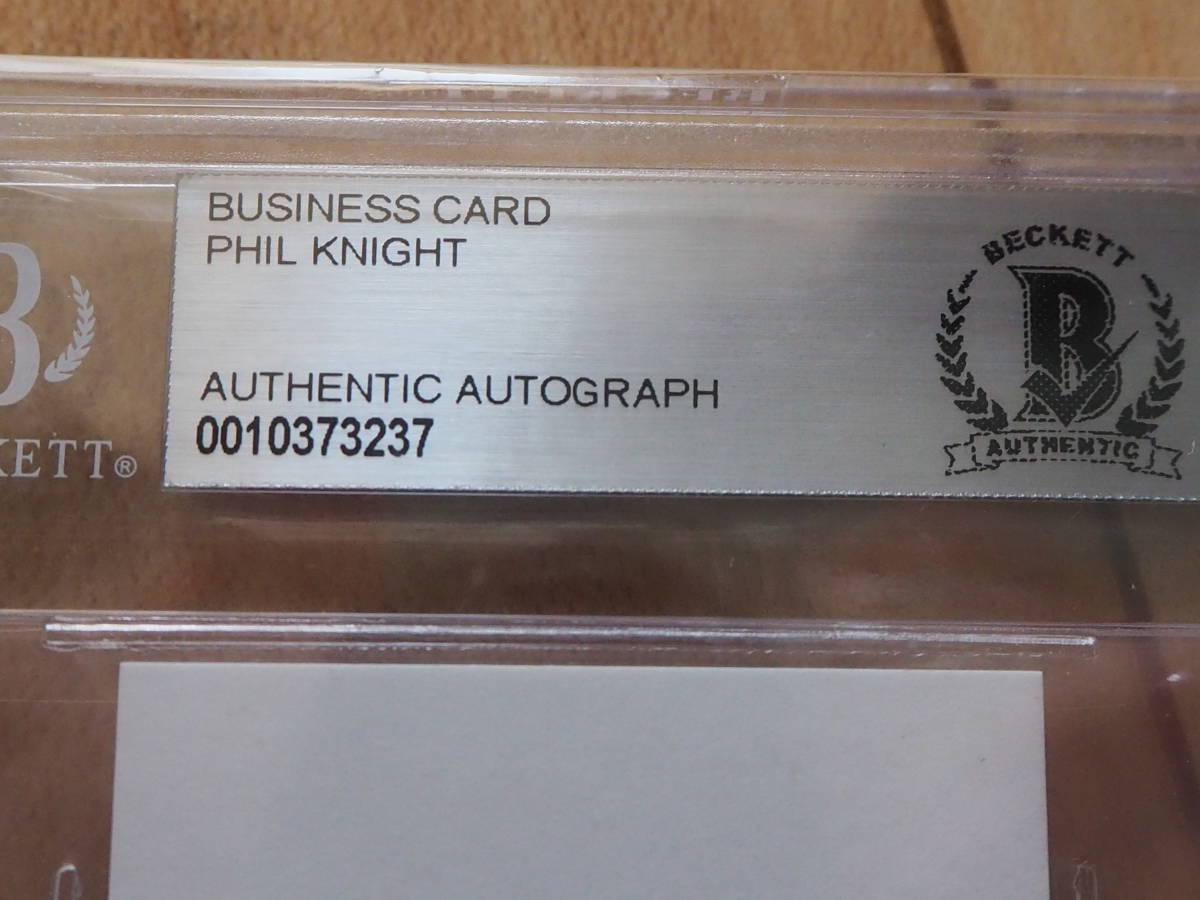 BUSINESS CARD
PHIL KNIGHT
AUTHENTIC AUTOGRAPH
0010373237
BECKETT
B
AUTHENTIC
B
KETT®